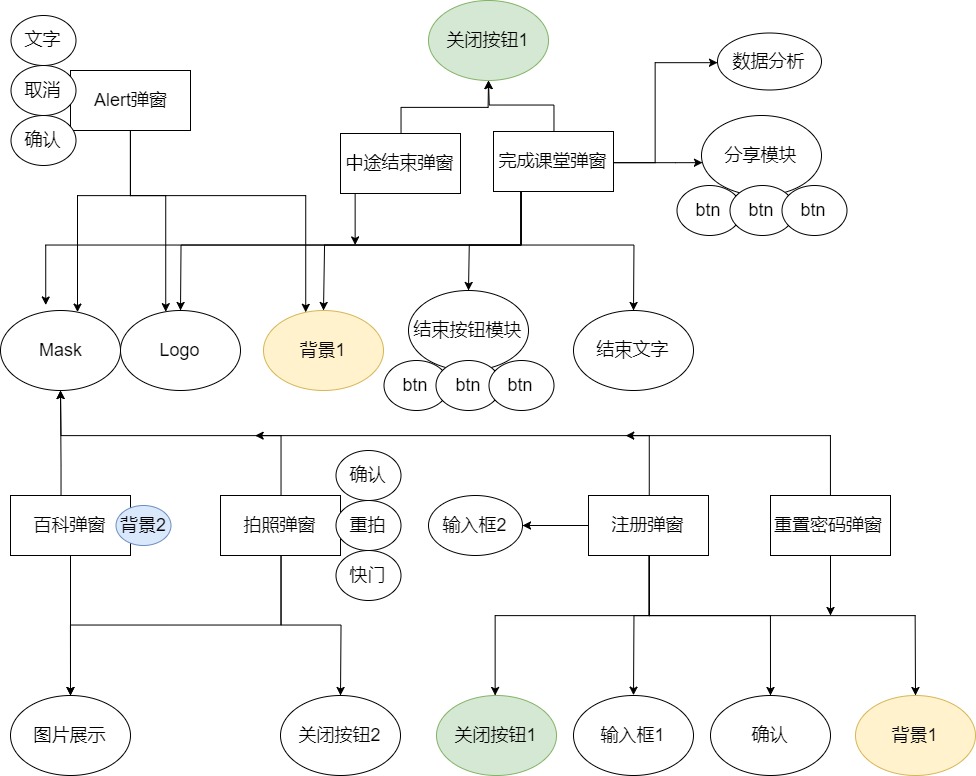 文字
关闭按钮1
取消
Alert弹窗
确认
数据分析
中途结束弹窗
完成课堂弹窗
分享模块
btn
btn
btn
Mask
Logo
背景1
结束按钮模块
结束文字
btn
btn
btn
确认
百科弹窗
背景2
拍照弹窗
重拍
输入框2
注册弹窗
重置密码弹窗
快门
图片展示
关闭按钮2
关闭按钮1
输入框1
确认
背景1